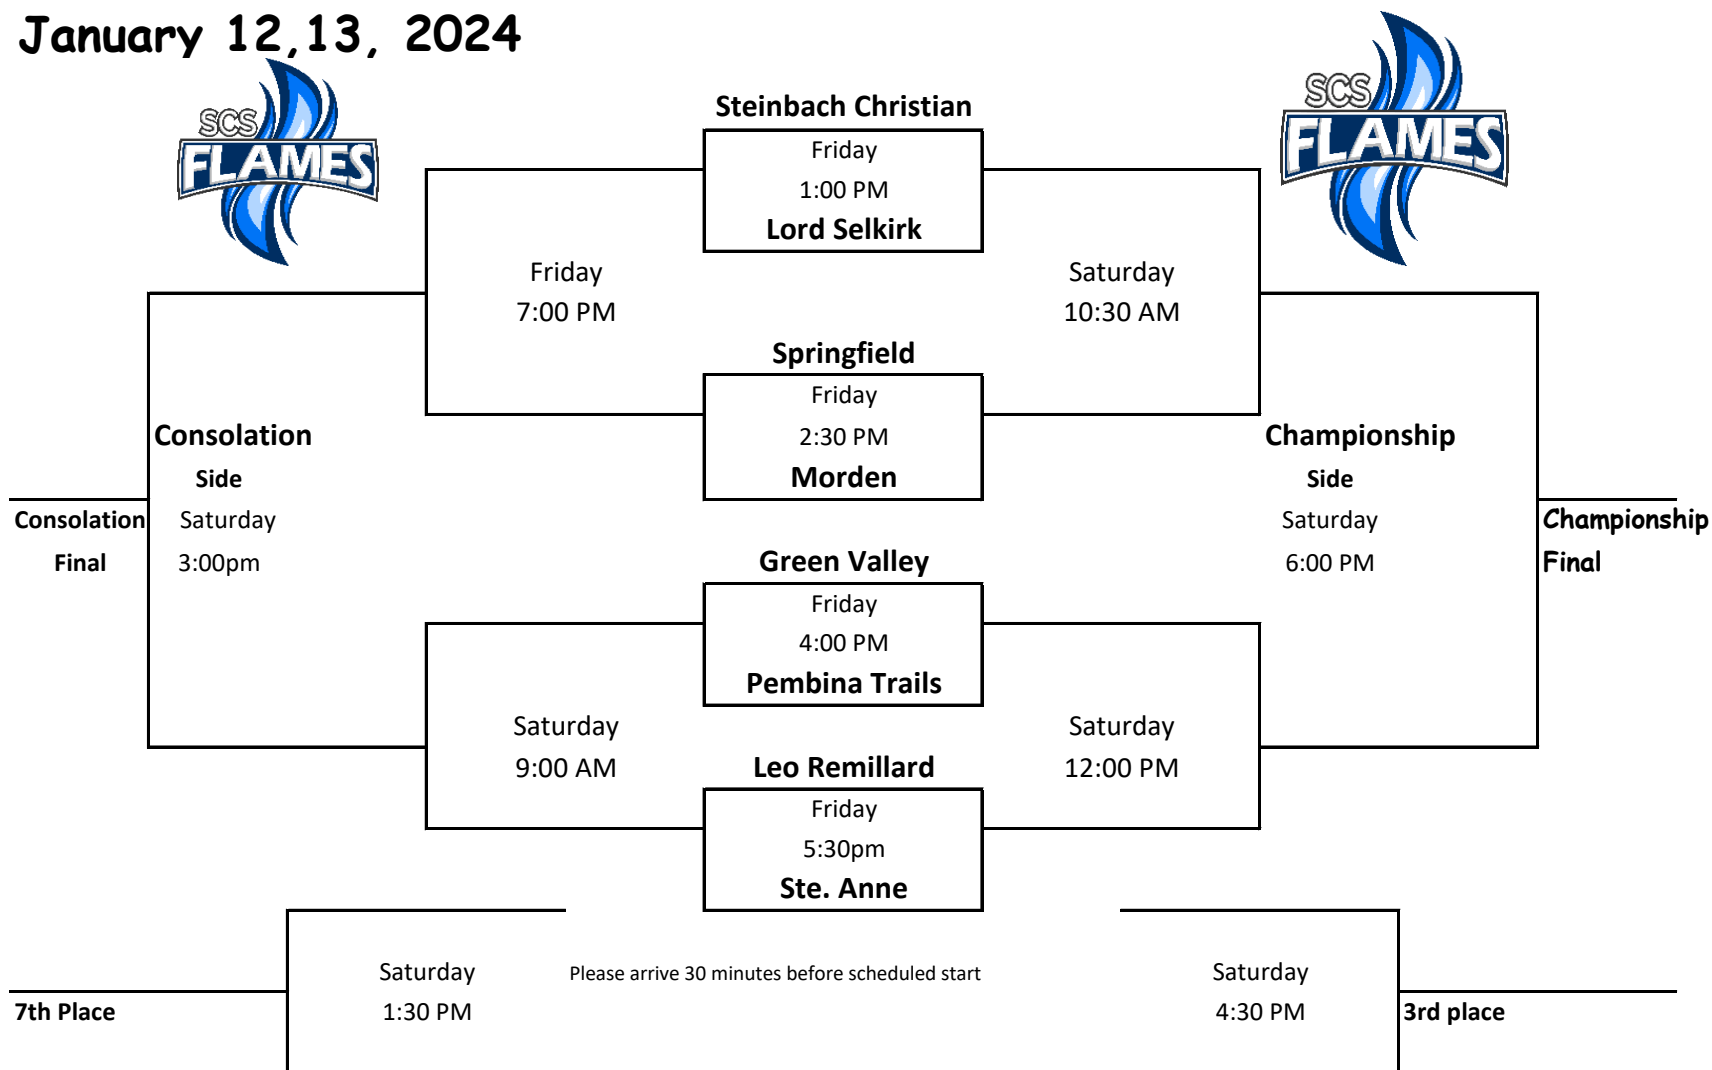 January 12,13, 2024
SCS
FLAMES
SCS
FLAMES
Steinbach Christian
Friday
1:00 PM
Lord Selkirk
Friday
7:00 PM
Saturday
10:30 AM
Springfield
Friday
2:30 PM
Morden
Consolation
Side
Saturday
3:00pm
Consolation
Final
Championship
Side
Saturday
6:00 PM
Championship
Final
Green Valley
Friday
4:00 PM
Pembina Trails
Saturday
9:00 AM
Saturday
12:00 PM
Leo Remillard
Friday
5:30pm
Ste. Anne
Saturday
1:30 PM
7th Place
Please arrive 30 minutes before scheduled start
Saturday
4:30 PM
3rd place